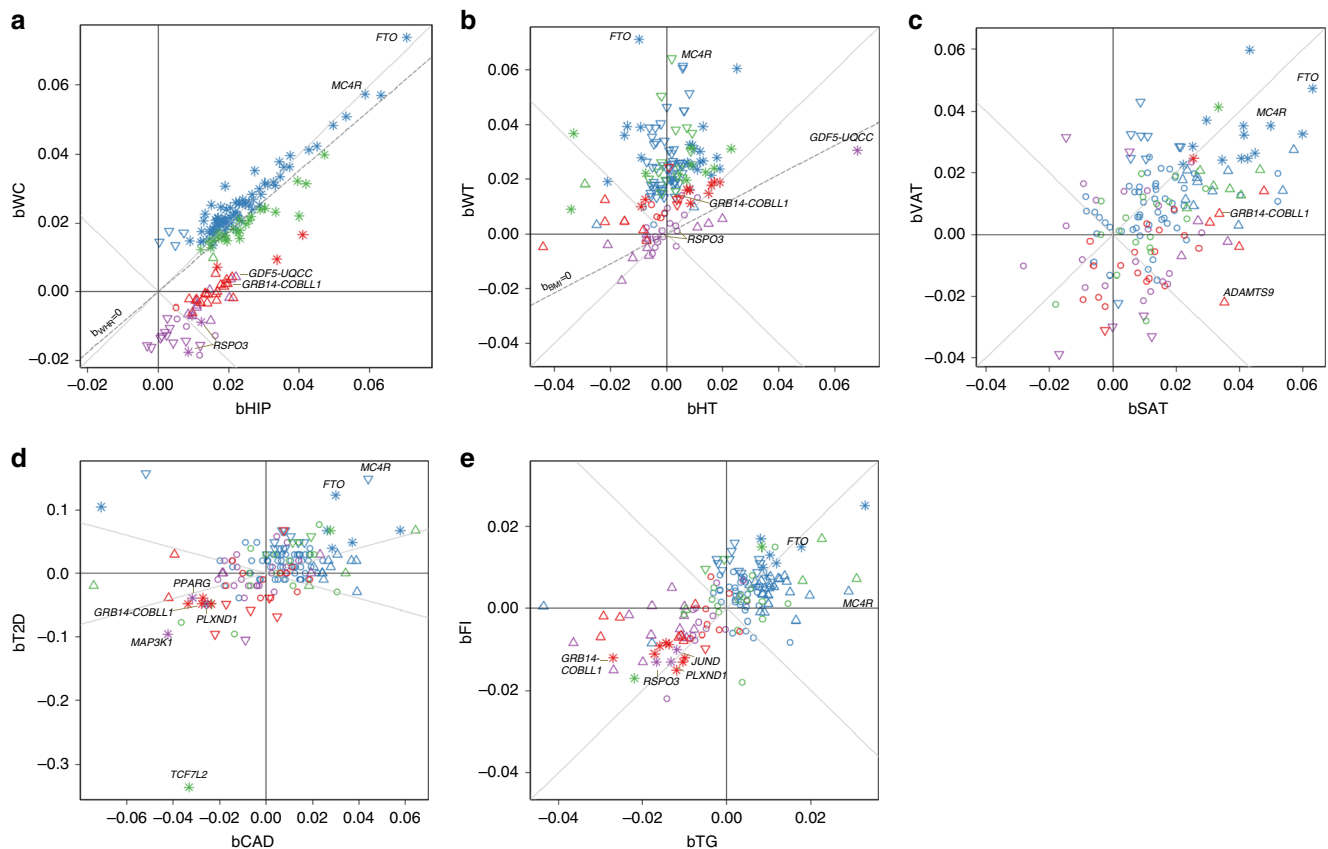 a
bWC
0.06
0.04
0.02
0.00
−0.02
−0.02
0.00
0.02
0.04
0.06
bHIP
FTO
MC4R
GDF5-UQCC
GRB14-COBLL1
RSPO3
bWHR=0
b
bWT
0.06
0.04
0.02
0.00
−0.02
−0.04
−0.04
−0.02
0.00
0.02
0.04
0.06
bHT
FTO
MC4R
GDF5-UQCC
GRB14-COBLL1
RSPO3
bBMI=0
c
bVAT
0.06
0.04
0.02
0.00
−0.02
−0.04
−0.04
−0.02
0.00
0.02
0.04
0.06
bSAT
FTO
MC4R
GRB14-COBLL1
ADAMTS9
d
bT2D
0.1
0.0
−0.1
−0.2
−0.3
−0.06
−0.04
−0.02
0.00
0.02
0.04
0.06
bCAD
MC4R
FTO
PPARG
GRB14-COBLL1
PLXND1
MAP3K1
TCF7L2
e
bFI
0.02
0.00
−0.02
−0.04
−0.04
−0.02
0.00
0.02
bTG
FTO
MC4R
GRB14-
COBLL1
JUND
RSPO3
PLXND1